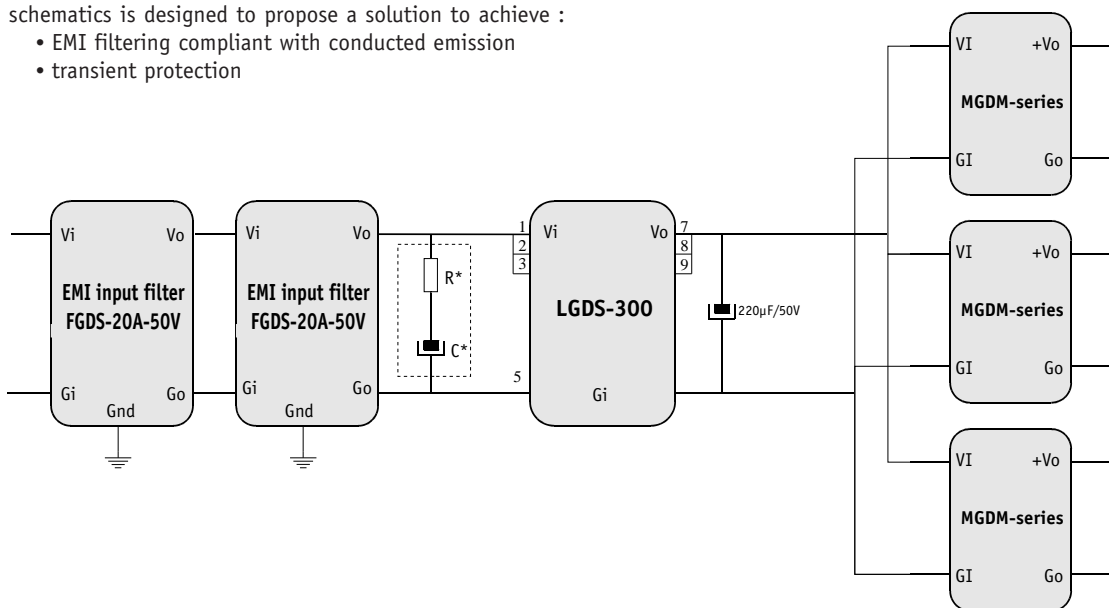 schematics is designed to propose a solution to achieve :
• EMI filtering compliant with conducted emission
• transient protection
VI +Vo
MGDM-series
GI Go
Vi Vo
EMI input filter
FGDS-20A-50V
Gi Go
Gnd
Vi Vo
EMI input filter
FGDS-20A-50V
Gi Go
Gnd
R*
C*
1
2
3
5
Vi Vo
LGDS-300
Gi
7
8
9
220µF/50V
VI +Vo
MGDM-series
GI Go
VI +Vo
MGDM-series
GI Go